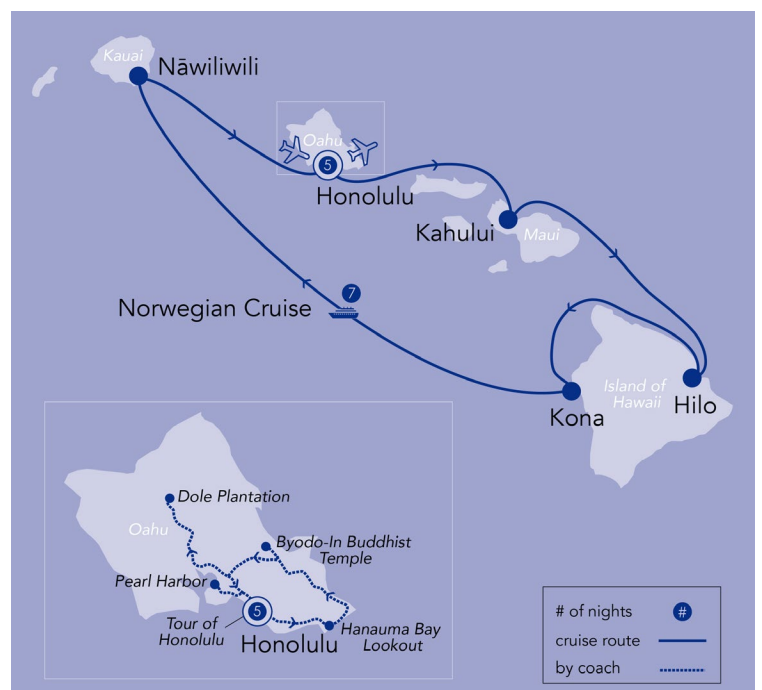 Kauai
Nāwiliwili
Oahu
5
Honolulu
Kahului
Maui
7
Norwegian Cruise
Island of
Hawaii
Hilo
Kona
Dole Plantation
Oahu
Byodo-In Buddhist
Temple
Pearl Harbor
5
Tour of
Honolulu
Honolulu
Hanauma Bay
Lookout
# of nights #
cruise route
by coach